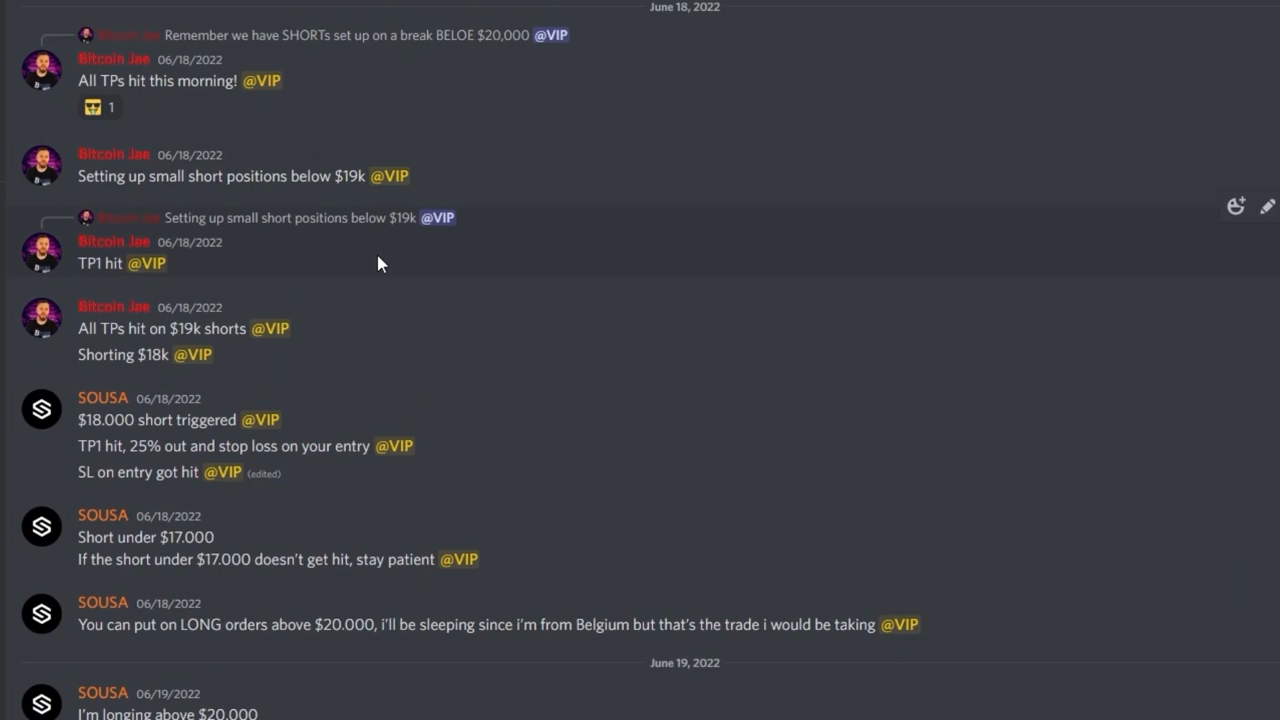 June 18, 2022
Bitcoin Jae Remember we have SHORTs set up on a break BELOE $20,000 @VIP
Bitcoin Jae 06/18/2022
All TPs hit this morning! @VIP
1
Bitcoin Jae 06/18/2022
Setting up small short positions below $19k @VIP
Bitcoin Jae Setting up small short positions below $19k @VIP
Bitcoin Jae 06/18/2022
TP1 hit @VIP
Bitcoin Jae 06/18/2022
All TPs hit on $19k shorts @VIP
Shorting $18k @VIP
SOUSA 06/18/2022
$18.000 short triggered @VIP
TP1 hit, 25% out and stop loss on your entry @VIP
SL on entry got hit @VIP (edited)
SOUSA 06/18/2022
Short under $17.000
If the short under $17.000 doesn't get hit, stay patient @VIP
SOUSA 06/18/2022
You can put on LONG orders above $20.000, i'll be sleeping since i'm from Belgium but that's the trade i would be taking @VIP
June 19, 2022
SOUSA 06/19/2022
I'm longing above $20.000